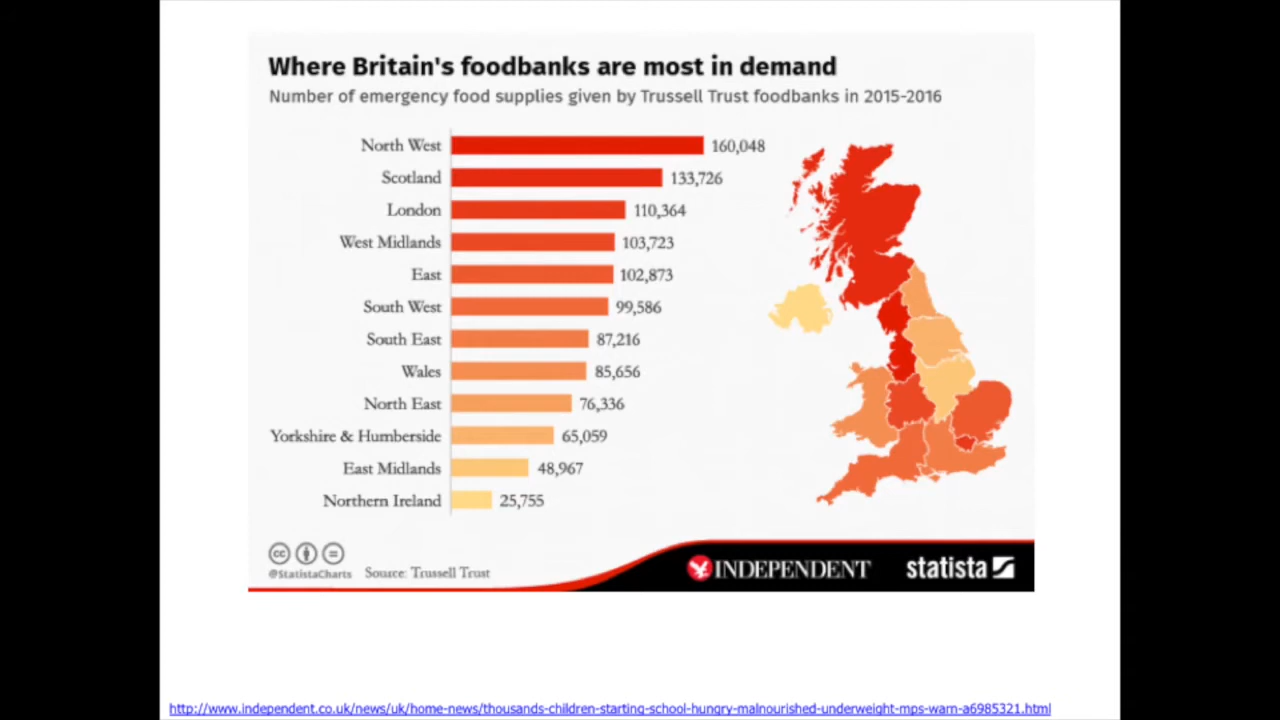 Where Britain's foodbanks are most in demand
Number of emergency food supplies given by Trussell Trust foodbanks in 2015-2016
North West 160,048
Scotland 133,726
London 110,364
West Midlands 103,723
East 102,873
South West 99,586
South East 87,216
Wales 85,656
North East 76,336
Yorkshire & Humberside 65,059
East Midlands 48,967
Northern Ireland 25,755
cc
@StatistaCharts Source: Trussell Trust
INDEPENDENT statista
http://www.independent.co.uk/news/uk/home-news/thousands-children-starting-school-hungry-malnourished-underweight-mps-warn-a6985321.html